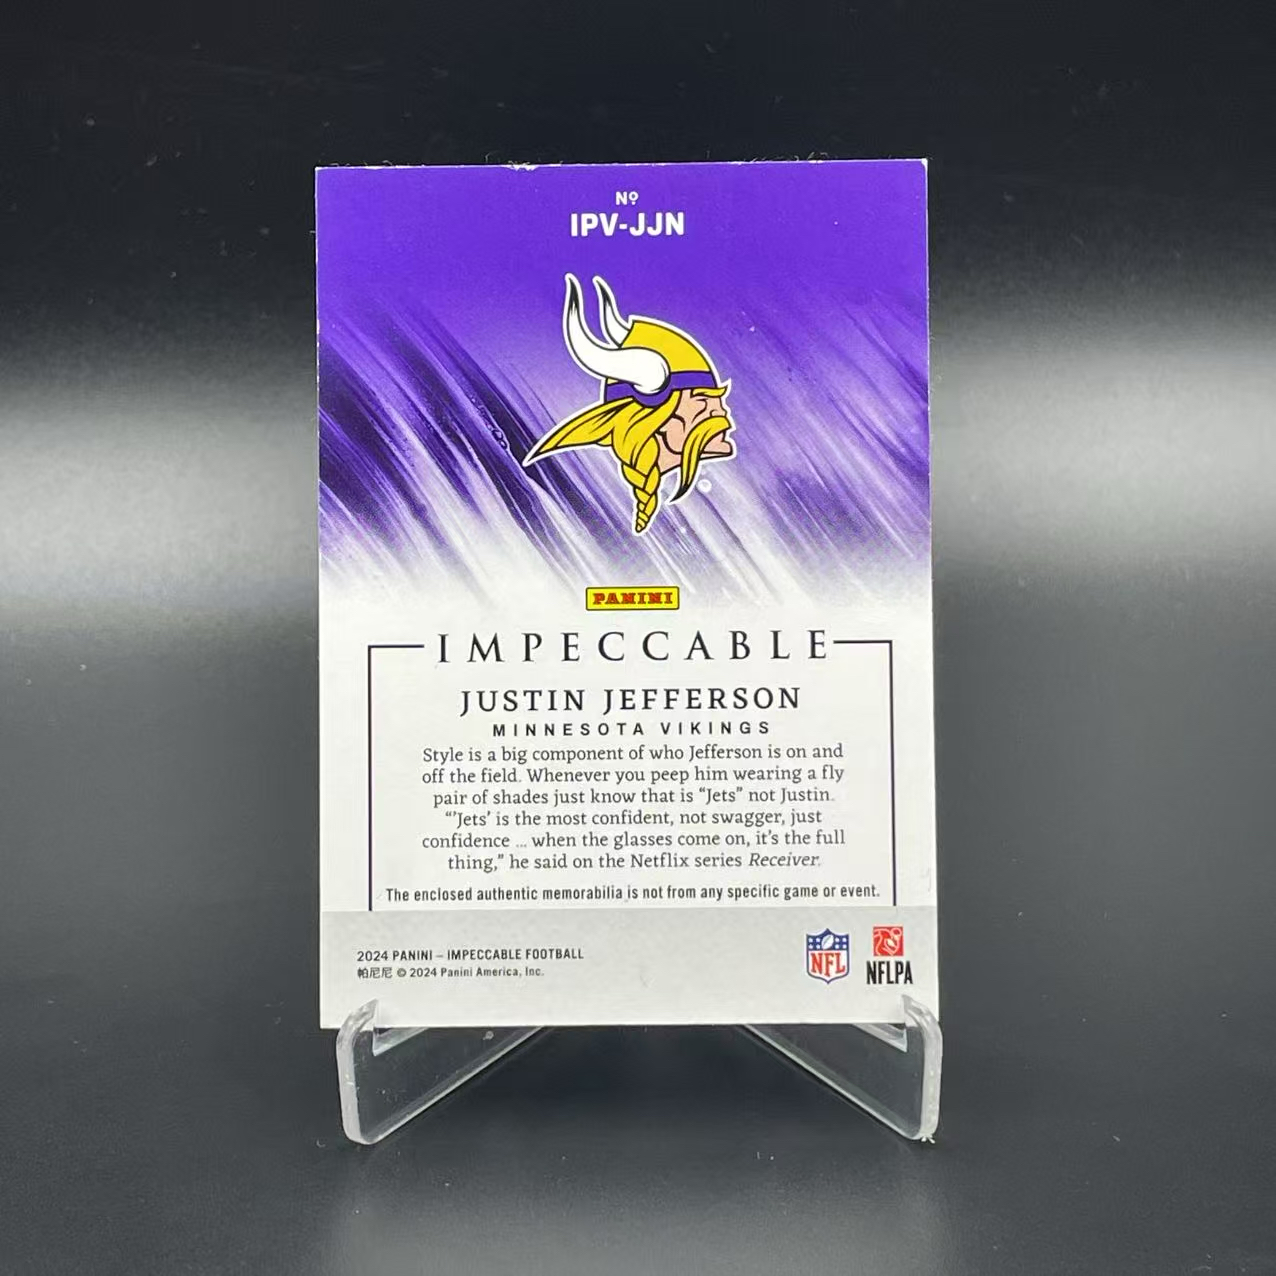 Nº
IPV-JJN
PANINI
IMPECCABLE
JUSTIN JEFFERSON
MINNESOTA VIKINGS
Style is a big component of who Jefferson is on and
off the field. Whenever you peep him wearing a fly
pair of shades just know that is “Jets” not Justin.
“’Jets’ is the most confident, not swagger, just
confidence ... when the glasses come on, it’s the full
thing,” he said on the Netflix series Receiver.
The enclosed authentic memorabilia is not from any specific game or event.
2024 PANINI – IMPECCABLE FOOTBALL
帕尼尼 © 2024 Panini America, Inc.
NFL
NFLPA